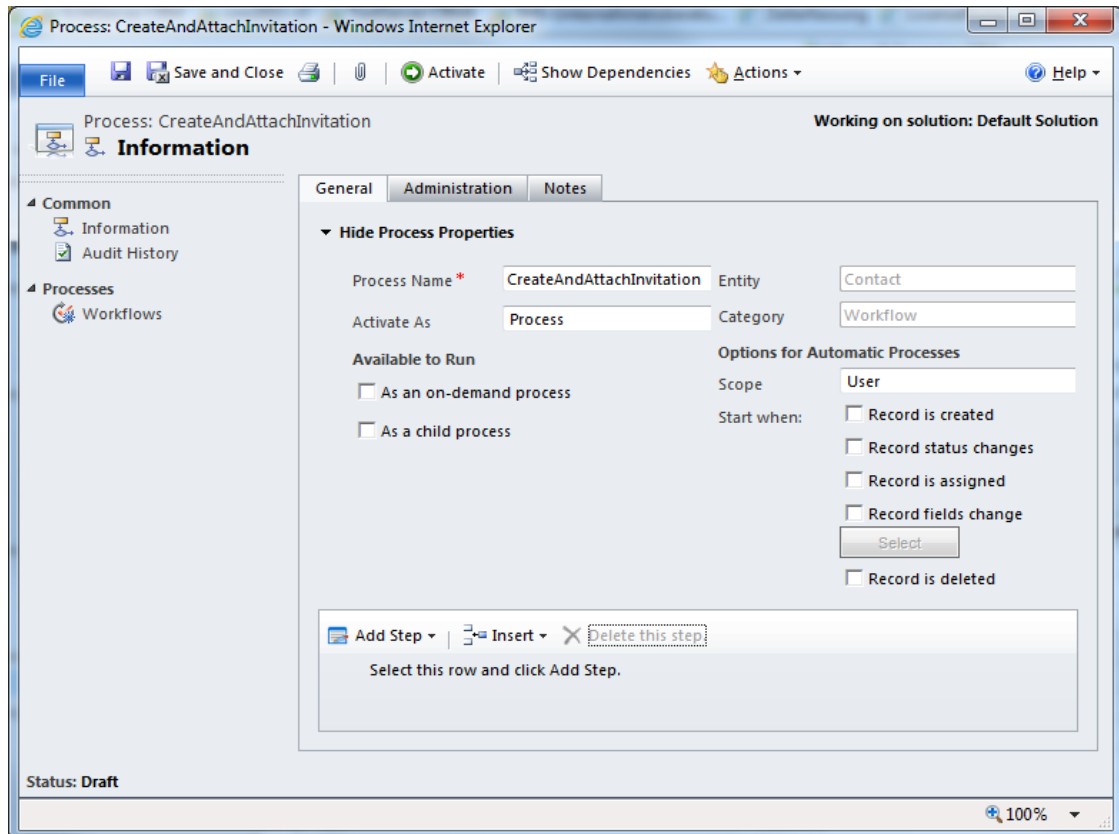 Process: CreateAndAttachInvitation - Windows Internet Explorer
File Save and Close Activate Show Dependencies Actions Help
Process: CreateAndAttachInvitation
Information
Working on solution: Default Solution
Common
Information
Audit History
Processes
Workflows
General Administration Notes
Hide Process Properties
Process Name * CreateAndAttachInvitation Entity Contact
Activate As Process Category Workflow
Available to Run Options for Automatic Processes
As an on-demand process Scope User
As a child process Start when: Record is created
Record status changes
Record is assigned
Record fields change
Select
Record is deleted
Add Step Insert Delete this step.
Select this row and click Add Step.
Status: Draft
100%